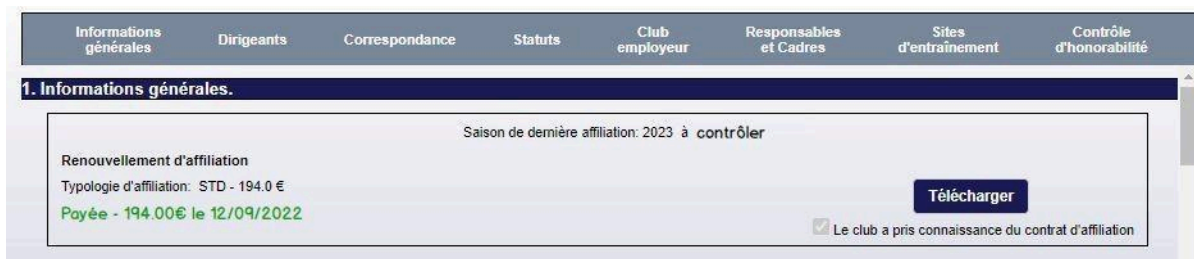 Informations générales
Dirigeants
Correspondance
Statuts
Club employeur
Responsables et Cadres
Sites d'entraînement
Contrôle d'honorabilité
1. Informations générales.
Saison de dernière affiliation: 2023 à contrôler
Renouvellement d'affiliation
Typologie d'affiliation: STD - 194.0 €
Télécharger
Payée - 194.00€ le 12/09/2022
Le club a pris connaissance du contrat d'affiliation